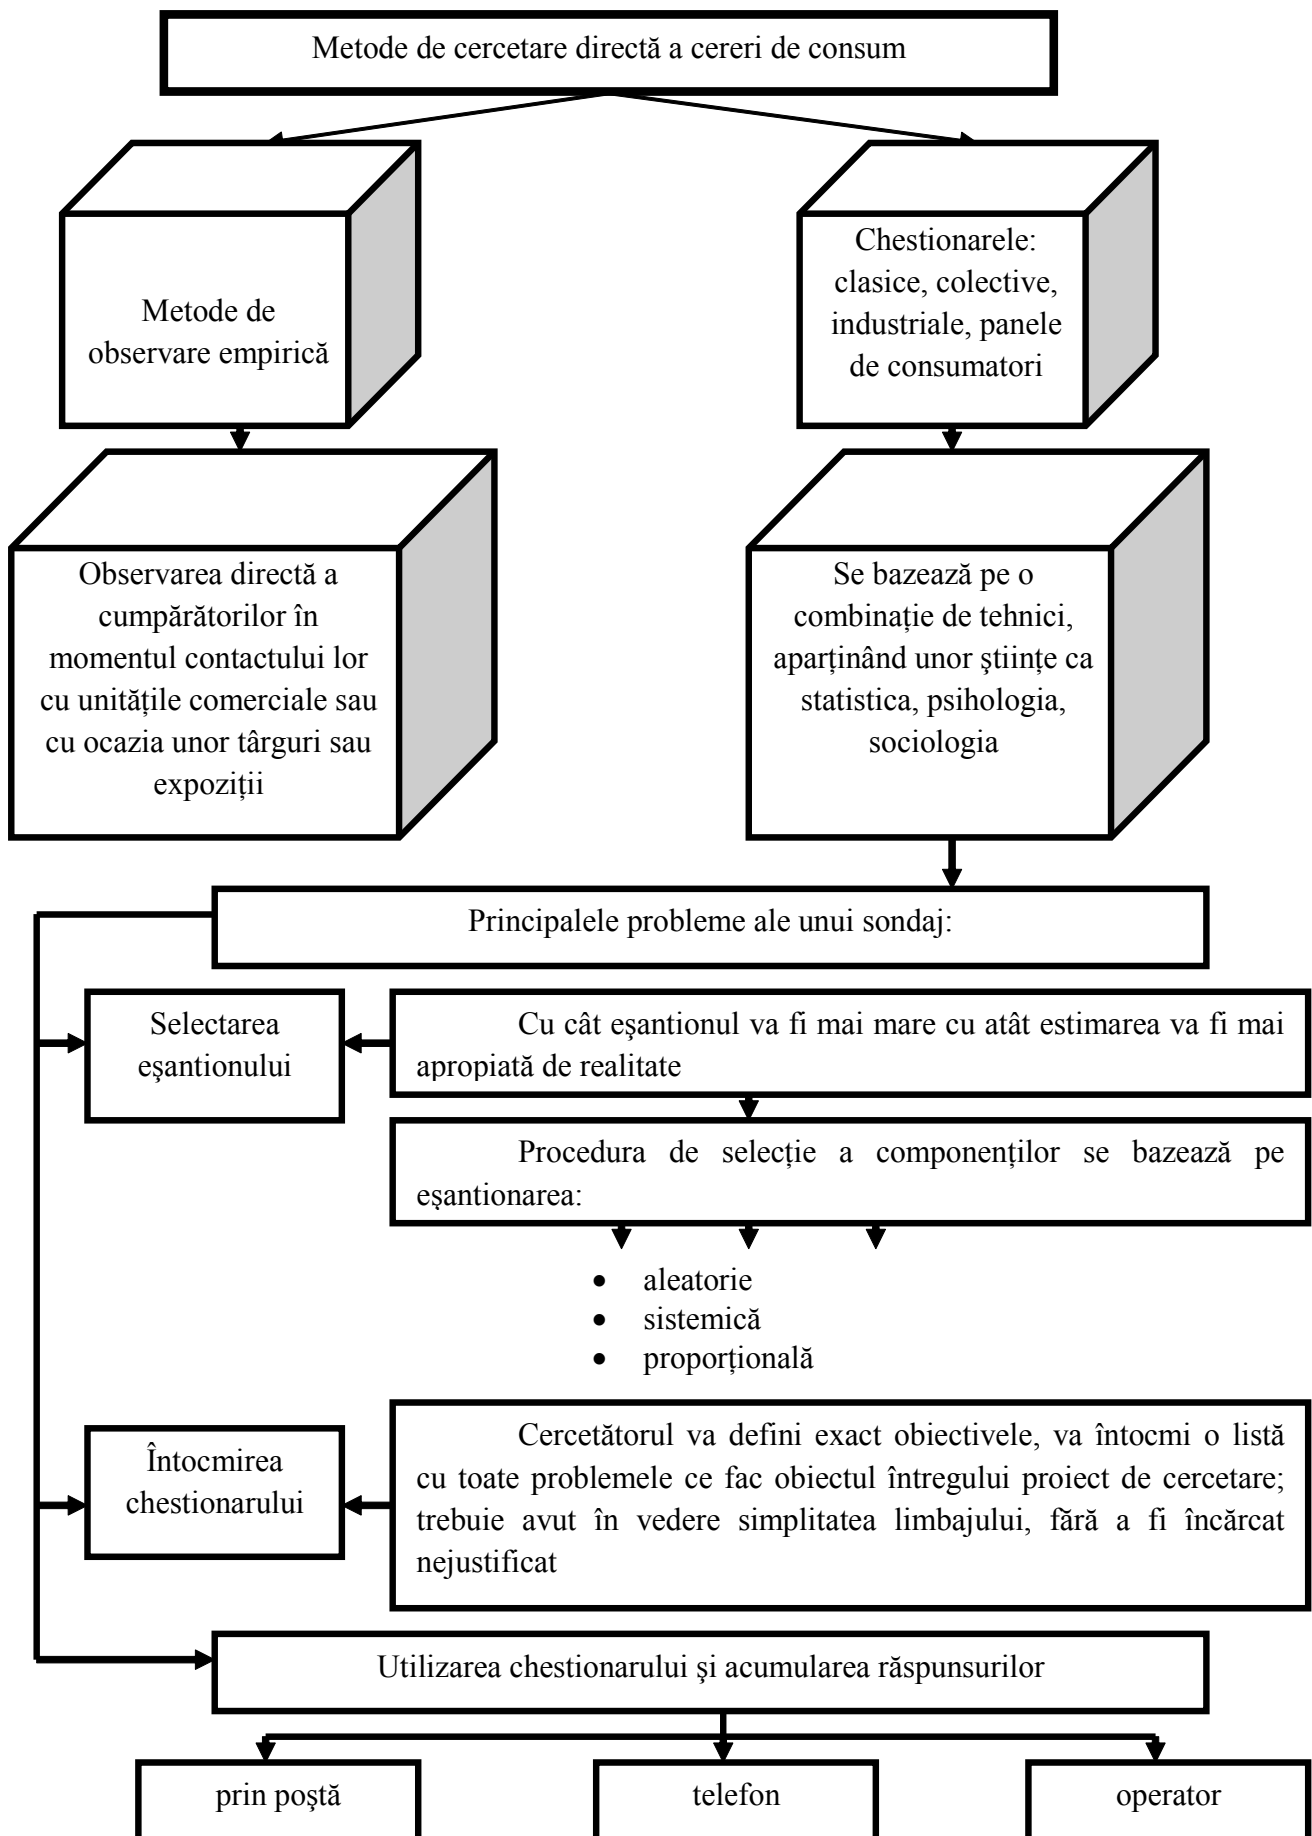 Metode de cercetare directă a cereri de consum
Metode de
observare empirică
Chestionarele:
clasice, colective,
industriale, panele
de consumatori
Observarea directă a
cumpărătorilor în
momentul contactului lor
cu unitățile comerciale sau
cu ocazia unor târguri sau
expoziții
Se bazează pe o
combinație de tehnici,
aparținând unor ştiințe ca
statistica, psihologia,
sociologia
Principalele probleme ale unui sondaj:
Selectarea
eşantionului
Cu cât eşantionul va fi mai mare cu atât estimarea va fi mai
apropiată de realitate
Procedura de selecție a componenților se bazează pe
eşantionarea:
• aleatorie
• sistemică
• proporțională
Întocmirea
chestionarului
Cercetătorul va defini exact obiectivele, va întocmi o listă
cu toate problemele ce fac obiectul întregului proiect de cercetare;
trebuie avut în vedere simplitatea limbajului, fără a fi încărcat
nejustificat
Utilizarea chestionarului şi acumularea răspunsurilor
prin poştă
telefon
operator